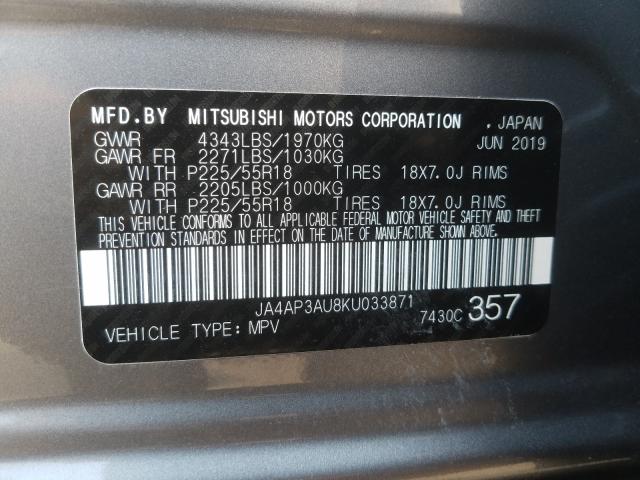 MFD.BY MITSUBISHI MOTORS CORPORATION . JAPAN
GVWR 4343LBS/1970KG JUN 2019
GAWR FR 2271LBS/1030KG
WITH P225/55R18 TIRES 18X7.0J RIMS
GAWR RR 2205LBS/1000KG
WITH P225/55R18 TIRES 18X7.0J RIMS
THIS VEHICLE CONFORMS TO ALL APPLICABLE FEDERAL MOTOR VEHICLE SAFETY AND THEFT
PREVENTION STANDARDS IN EFFECT ON THE DATE OF MANUFACTURE SHOWN ABOVE.
JA4AP3AU8KU033871
VEHICLE TYPE: MPV 7430C 357